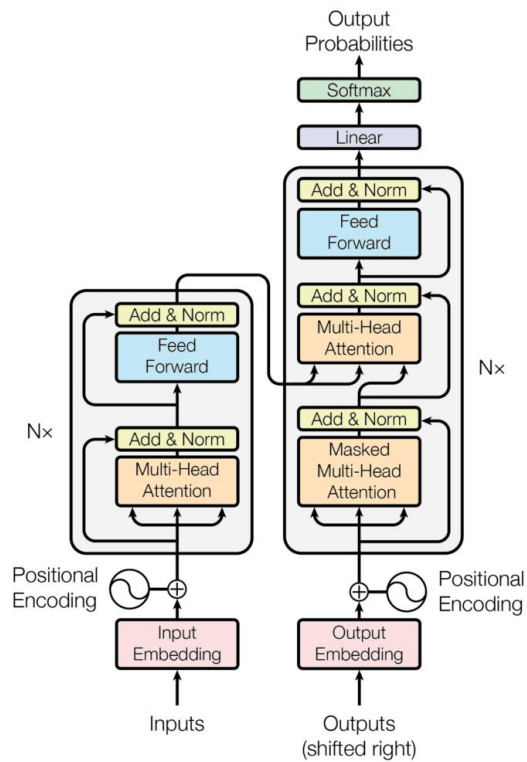 Output
Probabilities
Softmax
Linear
Add & Norm
Feed
Forward
Add & Norm
Multi-Head
Attention
Add & Norm
Masked
Multi-Head
Attention
N×
Positional
Encoding
Output
Embedding
Outputs
(shifted right)
Add & Norm
Feed
Forward
Add & Norm
Multi-Head
Attention
N×
Positional
Encoding
Input
Embedding
Inputs